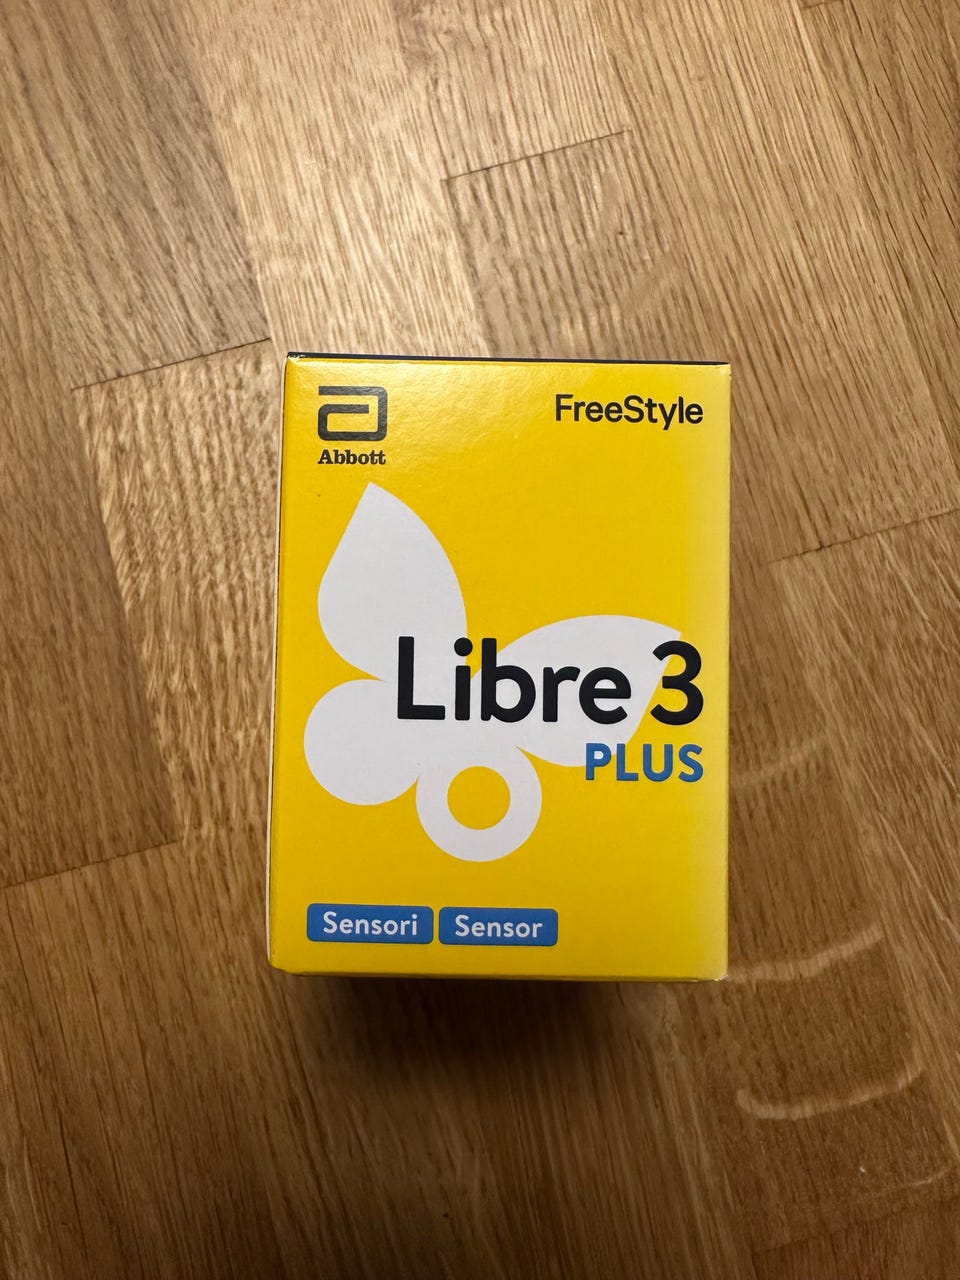 Abbott
FreeStyle
Libre 3
PLUS
Sensori Sensor